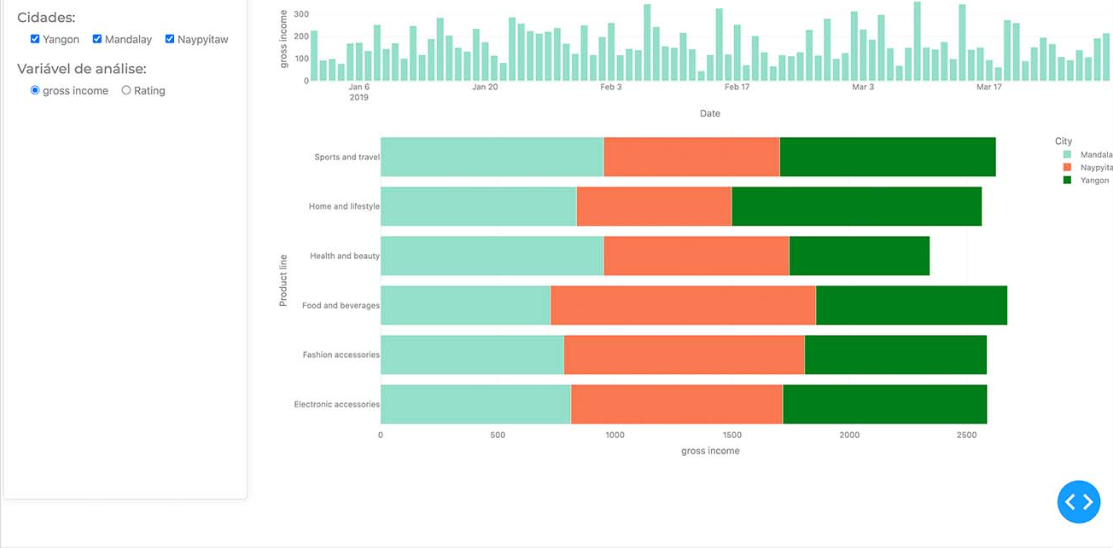 Cidades:
Yangon Mandalay Naypyitaw
Variável de análise:
gross income Rating
gross income
300
200
100
0
Jan 6
2019
Jan 20
Feb 3
Feb 17
Mar 3
Mar 17
Date
Product line
Sports and travel
Home and lifestyle
Health and beauty
Food and beverages
Fashion accessories
Electronic accessories
0 500 1000 1500 2000 2500
gross income
City
Mandala
Naypyita
Yangon